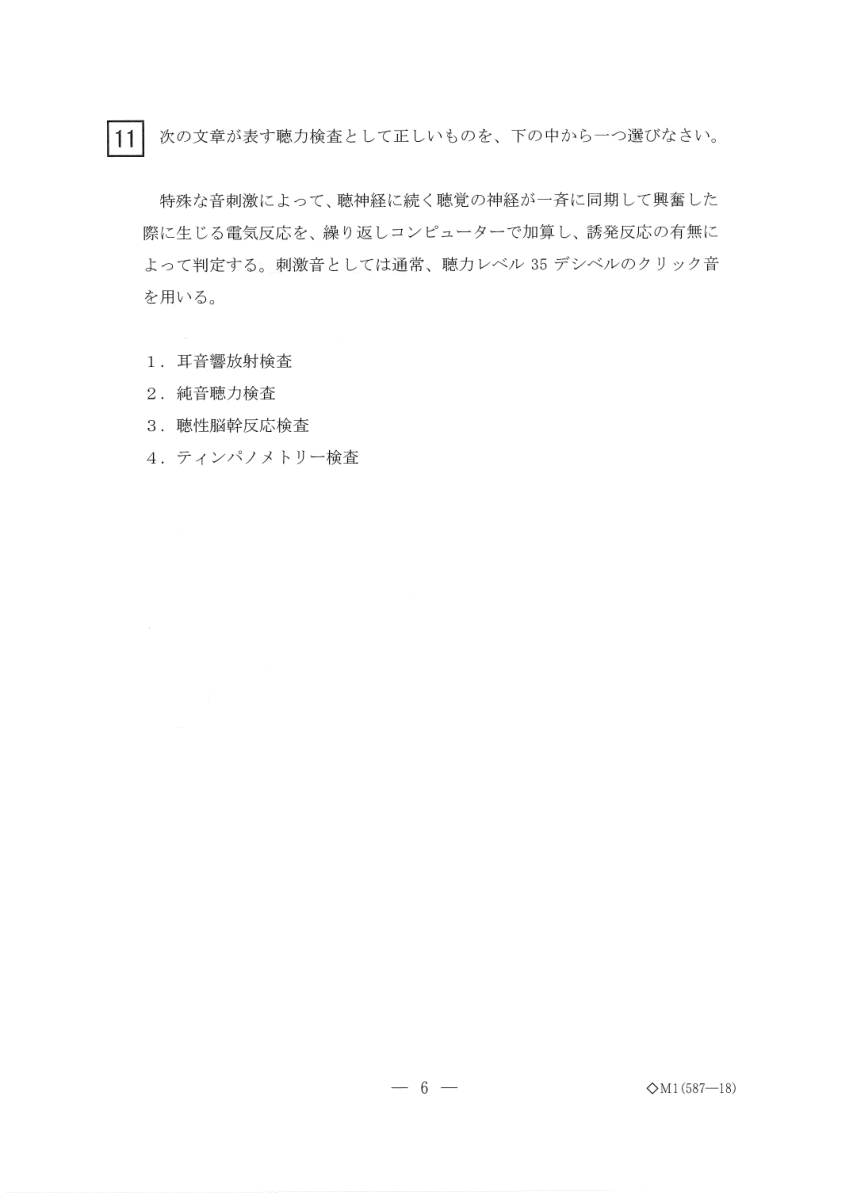 11 次の文章が表す聴力検査として正しいものを、下の中から一つ選びなさい。
特殊な音刺激によって、聴神経に続く聴覚の神経が一斉に同期して興奮した
際に生じる電気反応を、繰り返しコンピューターで加算し、誘発反応の有無に
よって判定する。刺激音としては通常、聴力レベル 35 デシベルのクリック音
を用いる。
1．耳音響放射検査
2．純音聴力検査
3．聴性脳幹反応検査
4．ティンパノメトリー検査
― 6 ―
◇M1(587―18)